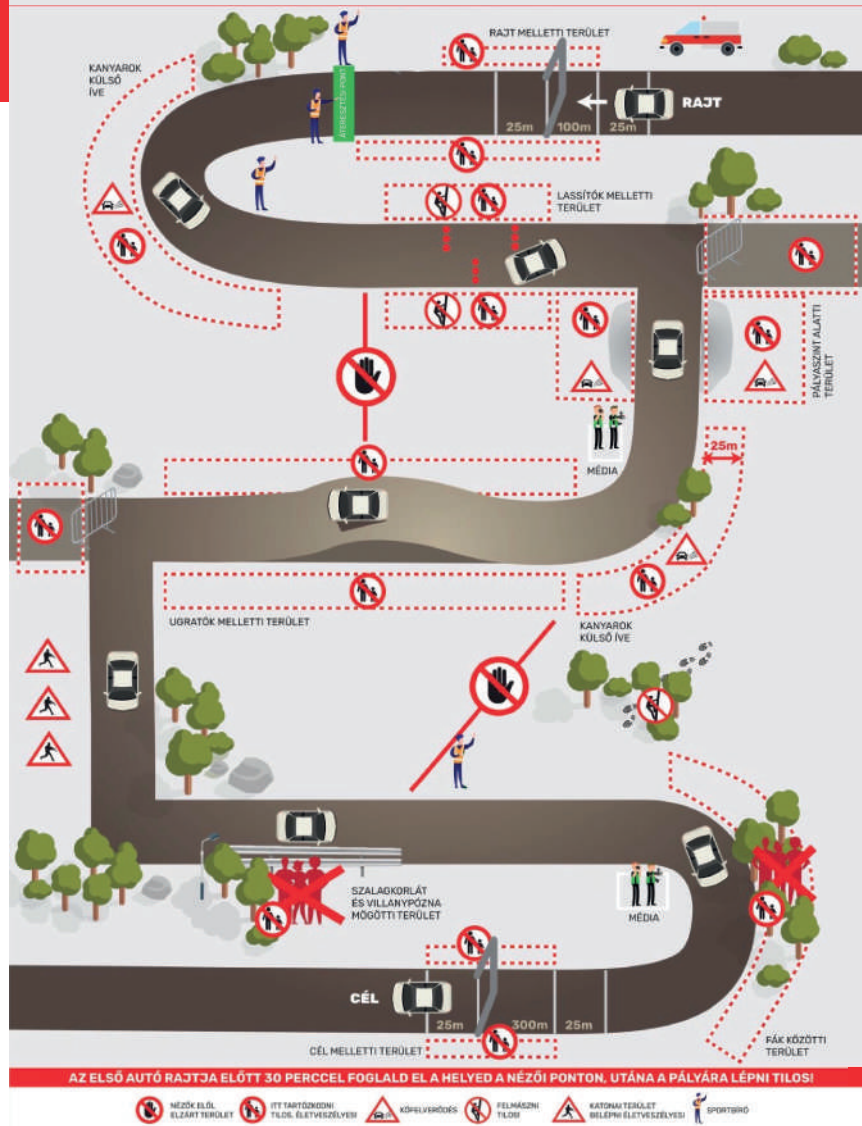 RAJT MELLETTI TERÜLET
KANYAROK
KÜLSŐ
ÍVE
ÁTERESZTÉSI PONT
RAJT
25m
100m
25m
LASSÍTÓK MELLETTI
TERÜLET
PÁLYASZINT ALATTI
TERÜLET
MÉDIA
25m
UGRATÓK MELLETTI TERÜLET
KANYAROK
KÜLSŐ ÍVE
SZALAGKORLÁT
ÉS VILLANYPÓZNA
MÖGÖTTI TERÜLET
MÉDIA
CÉL
25m
300m
25m
CÉL MELLETTI TERÜLET
FÁK KÖZÖTTI
TERÜLET
AZ ELSŐ AUTÓ RAJTJA ELŐTT 30 PERCCEL FOGLALD EL A HELYED A NÉZŐI PONTON, UTÁNA A PÁLYÁRA LÉPNI TILOS!
NÉZŐK ELŐL
ELZÁRT TERÜLET
ITT TARTÓZKODNI
TILOS, ÉLETVESZÉLYES!
KŐFELVERŐDÉS
FELMÁSZNI
TILOS!
KATONAI TERÜLET
BELÉPNI ÉLETVESZÉLYES!
SPORTBÍRÓ